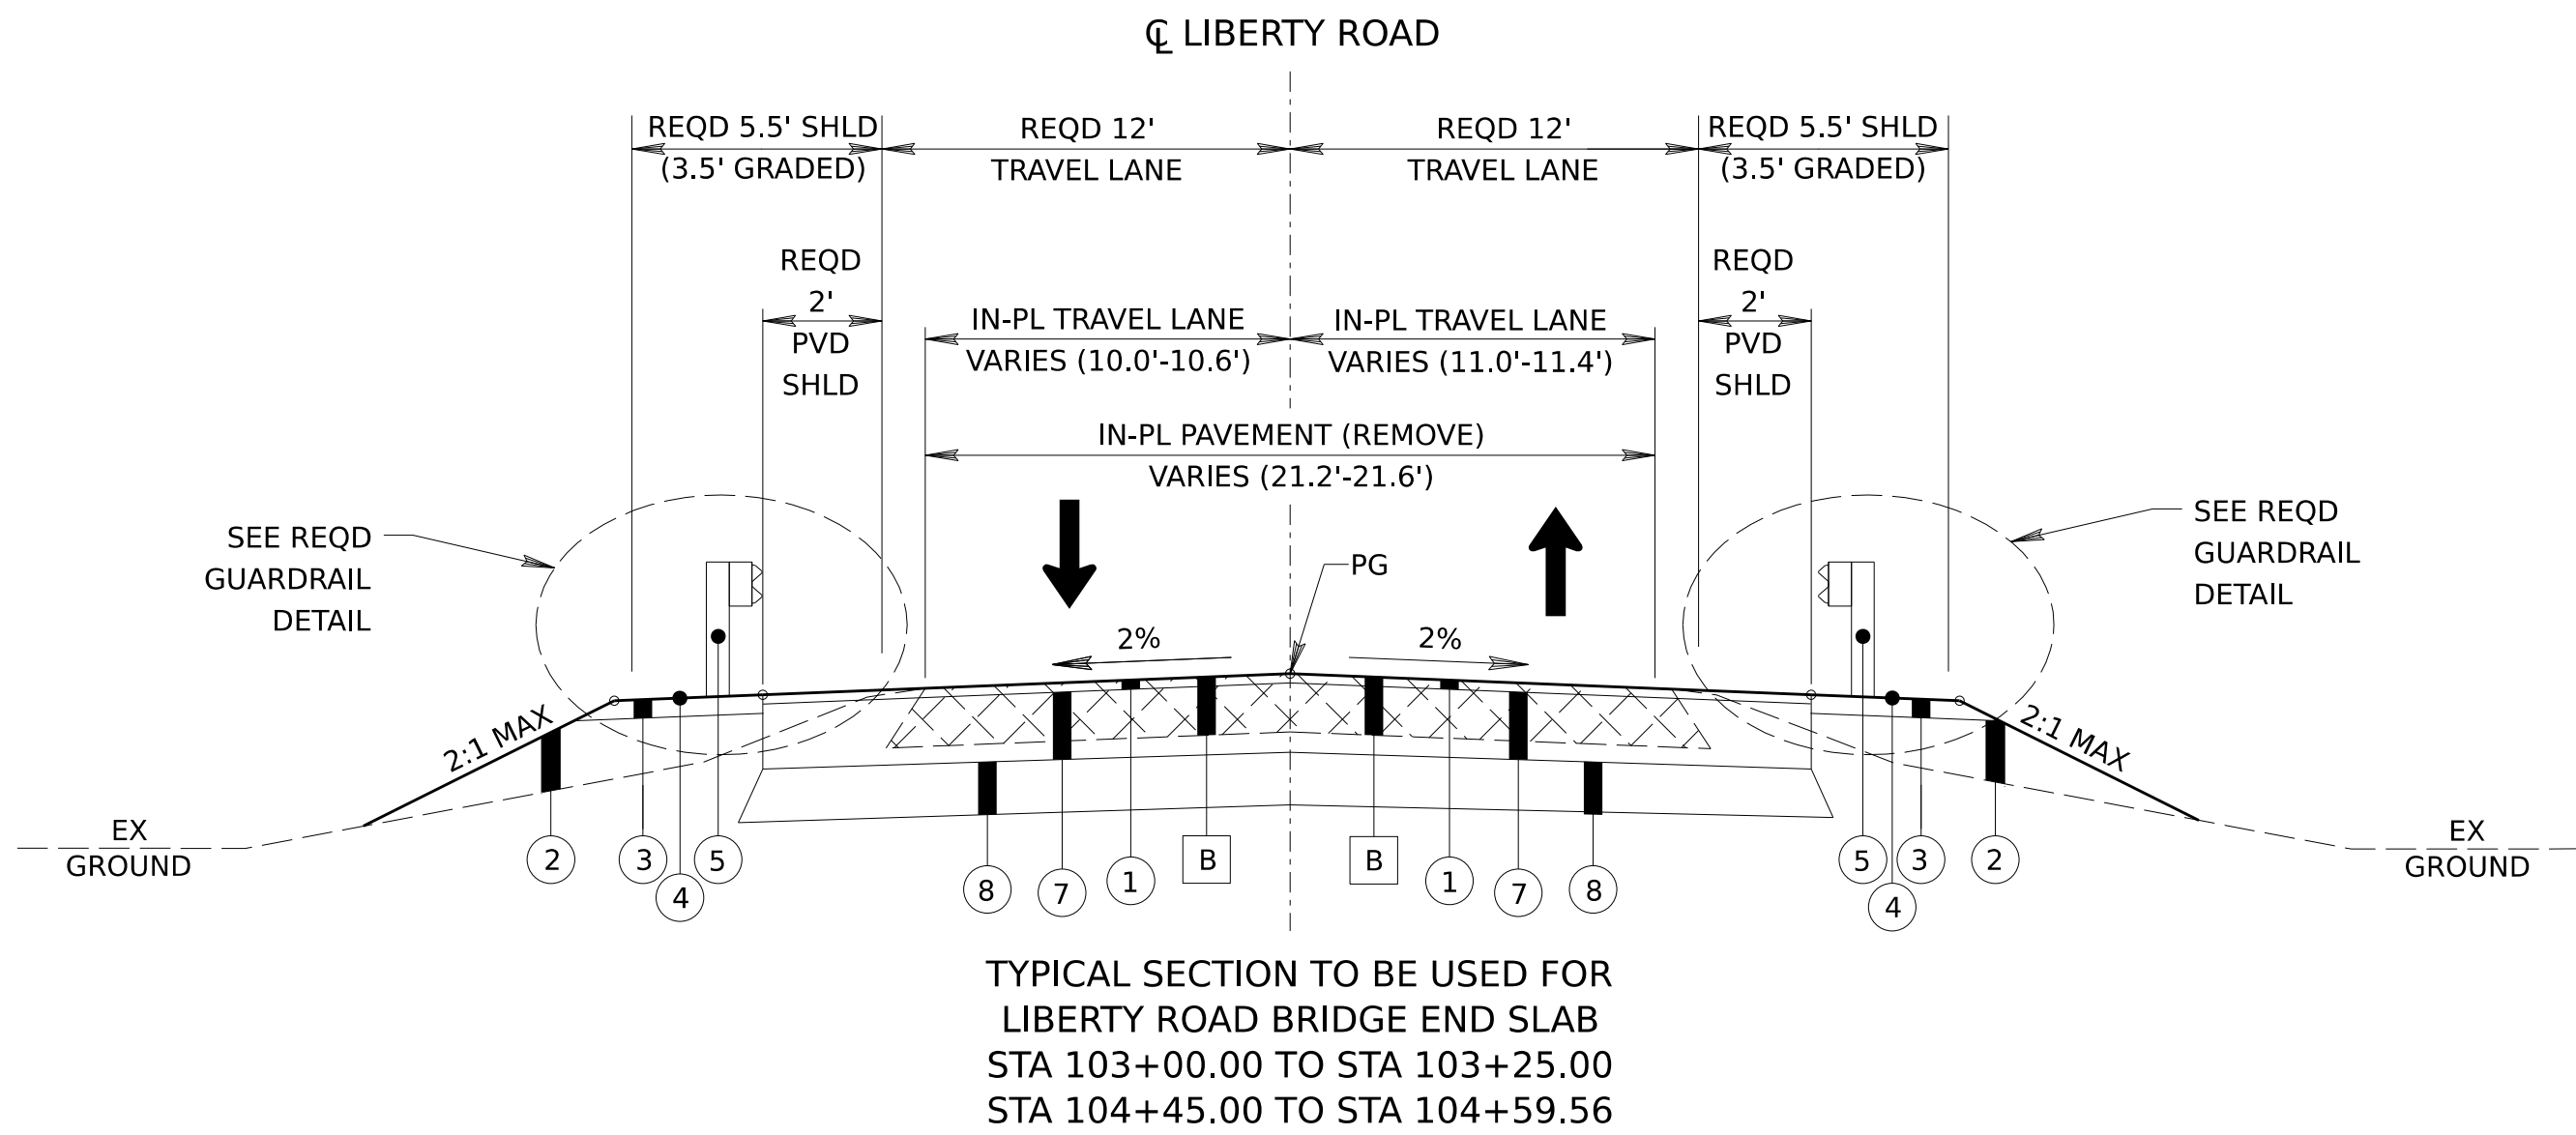 ℄ LIBERTY ROAD
REQD 5.5' SHLD
(3.5' GRADED)
REQD 12'
TRAVEL LANE
REQD 12'
TRAVEL LANE
REQD 5.5' SHLD
(3.5' GRADED)
REQD
2'
PVD
SHLD
IN-PL TRAVEL LANE
VARIES (10.0'-10.6')
IN-PL TRAVEL LANE
VARIES (11.0'-11.4')
REQD
2'
PVD
SHLD
IN-PL PAVEMENT (REMOVE)
VARIES (21.2'-21.6')
SEE REQD
GUARDRAIL
DETAIL
PG
SEE REQD
GUARDRAIL
DETAIL
2%
2%
2:1 MAX
2:1 MAX
EX
GROUND
2
3
4
5
8
7
1
B
B
1
7
8
5
4
3
2
EX
GROUND
TYPICAL SECTION TO BE USED FOR
LIBERTY ROAD BRIDGE END SLAB
STA 103+00.00 TO STA 103+25.00
STA 104+45.00 TO STA 104+59.56